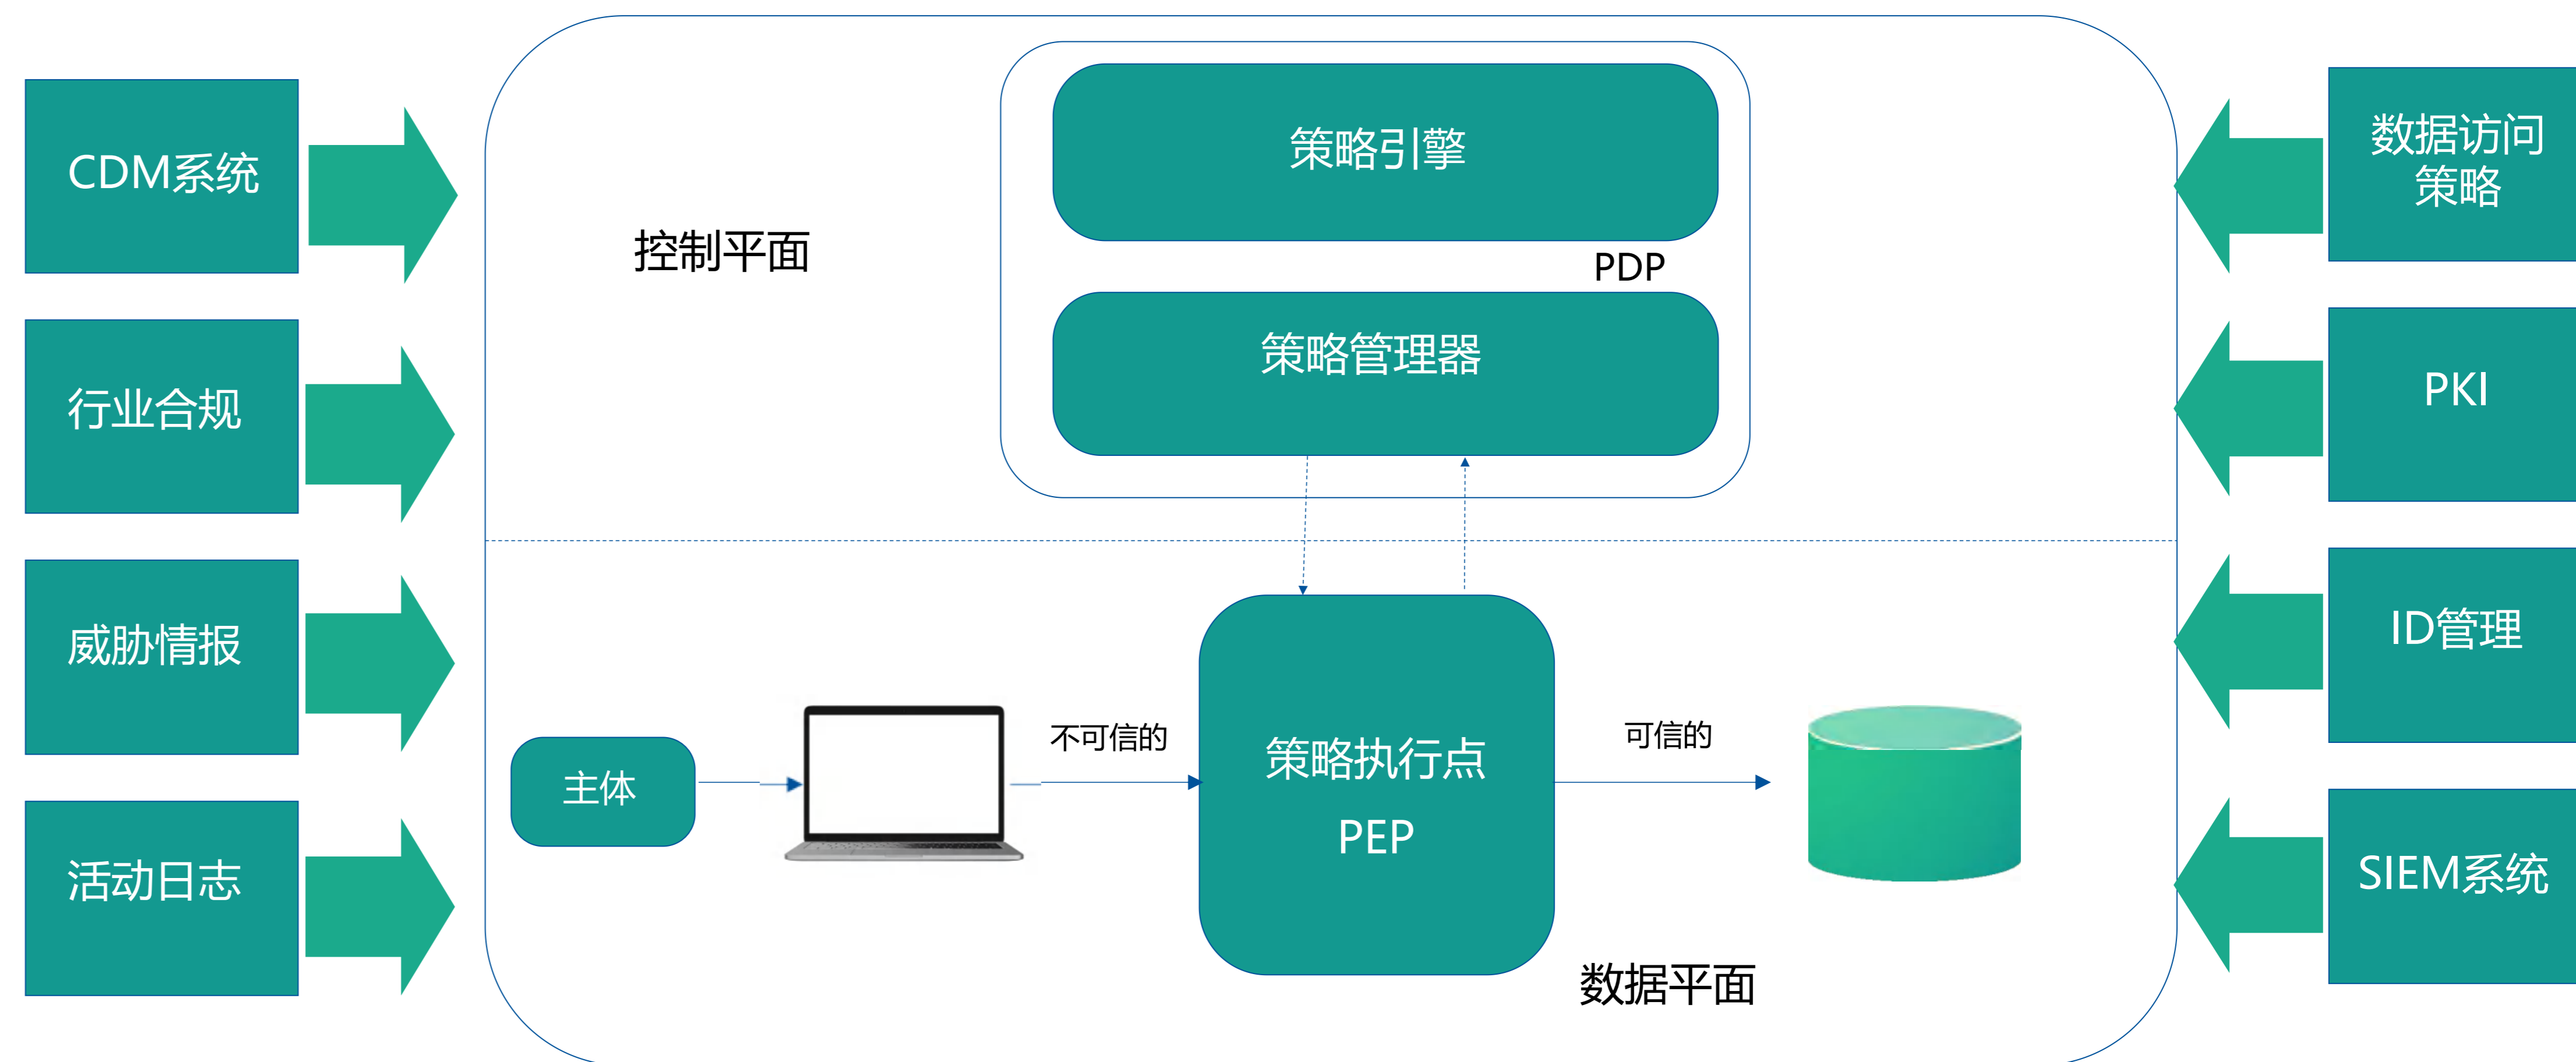 CDM系统
行业合规
威胁情报
活动日志
控制平面
策略引擎
PDP
策略管理器
主体
不可信的
策略执行点
PEP
可信的
数据平面
数据访问
策略
PKI
ID管理
SIEM系统